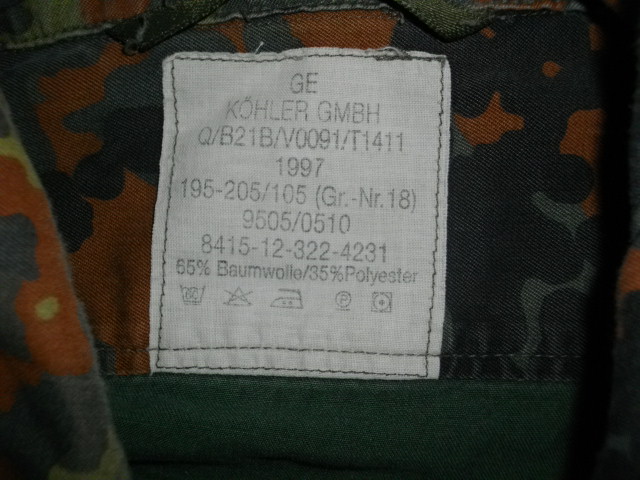 GE
KÖHLER GMBH
Q/B21B/V0091/T1411
1997
195-205/105 (Gr.-Nr.18)
9505/0510
8415-12-322-4231
65% Baumwolle/35%Polyester